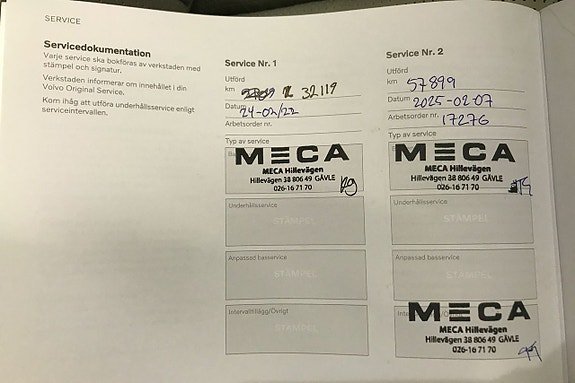 SERVICE
Servicedokumentation
Varje service ska bokföras av verkstaden med
stämpel och signatur.
Verkstaden informerar om innehållet i din
Volvo Original Service.
Kom ihåg att utföra underhållsservice enligt
serviceintervallen.
Service Nr. 1
Utförd
km 32119
Datum 24-02/22
Arbetsorder nr.
Typ av service
MECA
MECA Hillevägen
Hillevägen 38 806 49 GÄVLE
026-16 71 70
Underhållsservice
STÄMPEL
Anpassad basservice
STÄMPEL
Intervalltillägg/Övrigt
STÄMPEL
Service Nr. 2
Utförd
km 57899
Datum 2025-02-07
Arbetsorder nr. 17276
Typ av service
MECA
MECA Hillevägen
Hillevägen 38 806 49 GÄVLE
026-16 71 70
Underhållsservice
STÄMPEL
Anpassad basservice
STÄMPEL
MECA
MECA Hillevägen
Hillevägen 38 806 49 GÄVLE
026-16 71 70